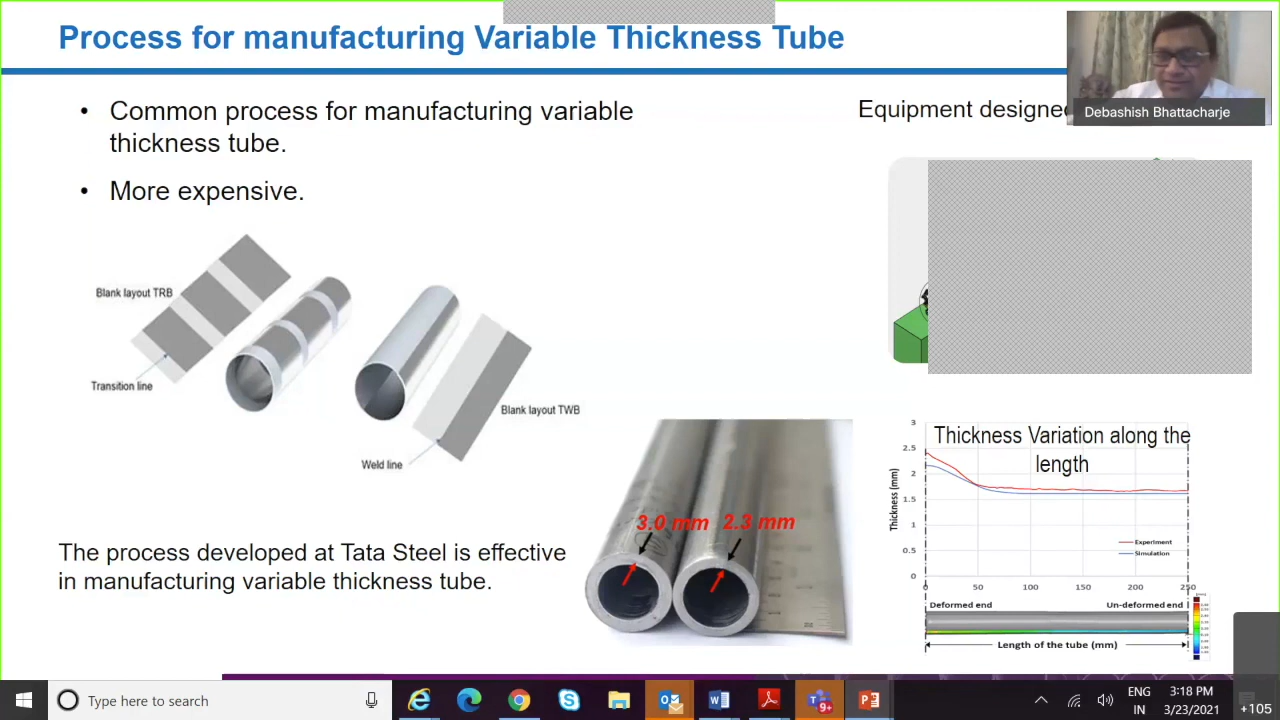 Process for manufacturing Variable Thickness Tube
Debashish Bhattacharje
• Common process for manufacturing variable
thickness tube.
• More expensive.
Equipment designed
Blank layout TRB
Transition line
Blank layout TWB
Weld line
The process developed at Tata Steel is effective
in manufacturing variable thickness tube.
3.0 mm
2.3 mm
Thickness Variation along the
length
Thickness (mm)
3
2.5
2
1.5
1
0.5
0
Experiment
Simulation
0 50 100 150 200 250
Deformed end
Un-deformed end
Length of the tube (mm)
Type here to search
9+
ENG
IN
3:18 PM
3/23/2021
+105